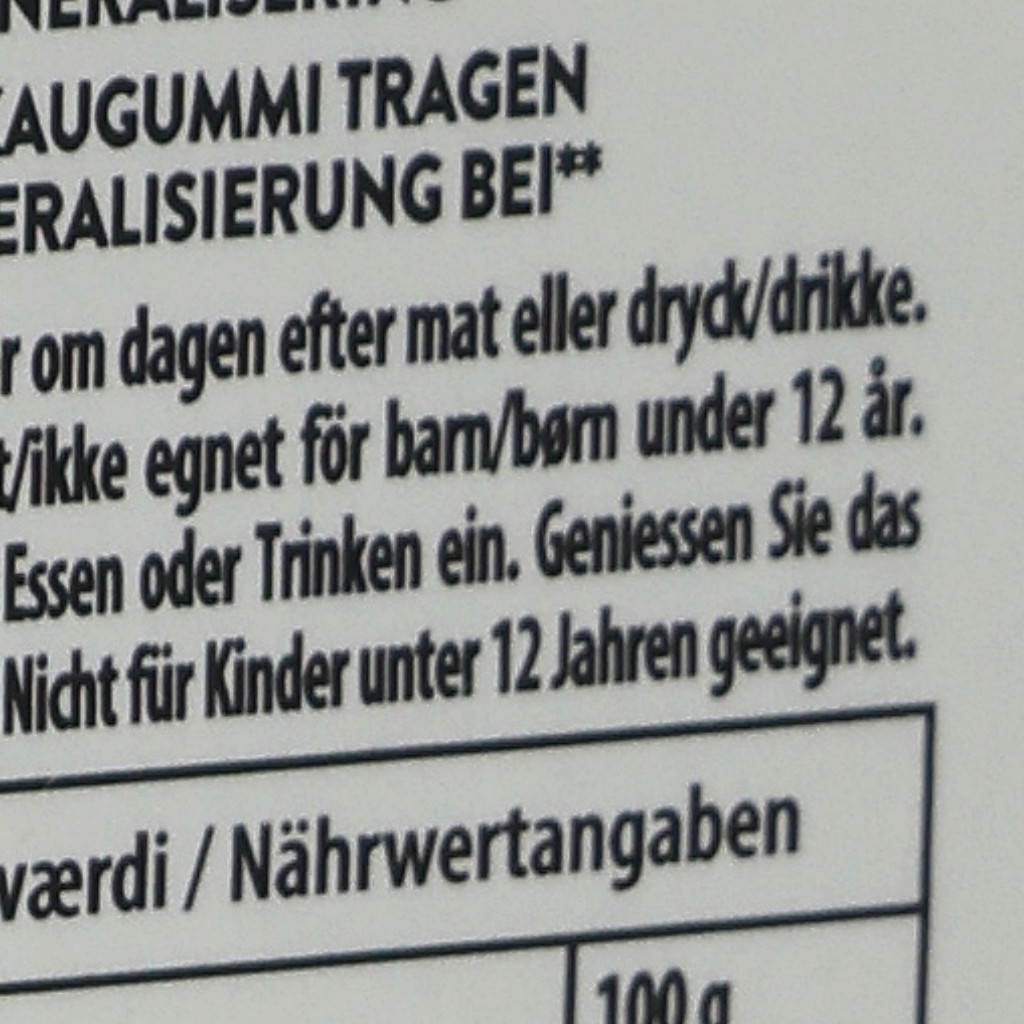 NERALISERING
KAUGUMMI TRAGEN
ERALISIERUNG BEI**
r om dagen efter mat eller dryck/drikke.
t/ikke egnet för barn/børn under 12 år.
Essen oder Trinken ein. Geniessen Sie das
Nicht für Kinder unter 12 Jahren geeignet.
værdi / Nährwertangaben
100 g